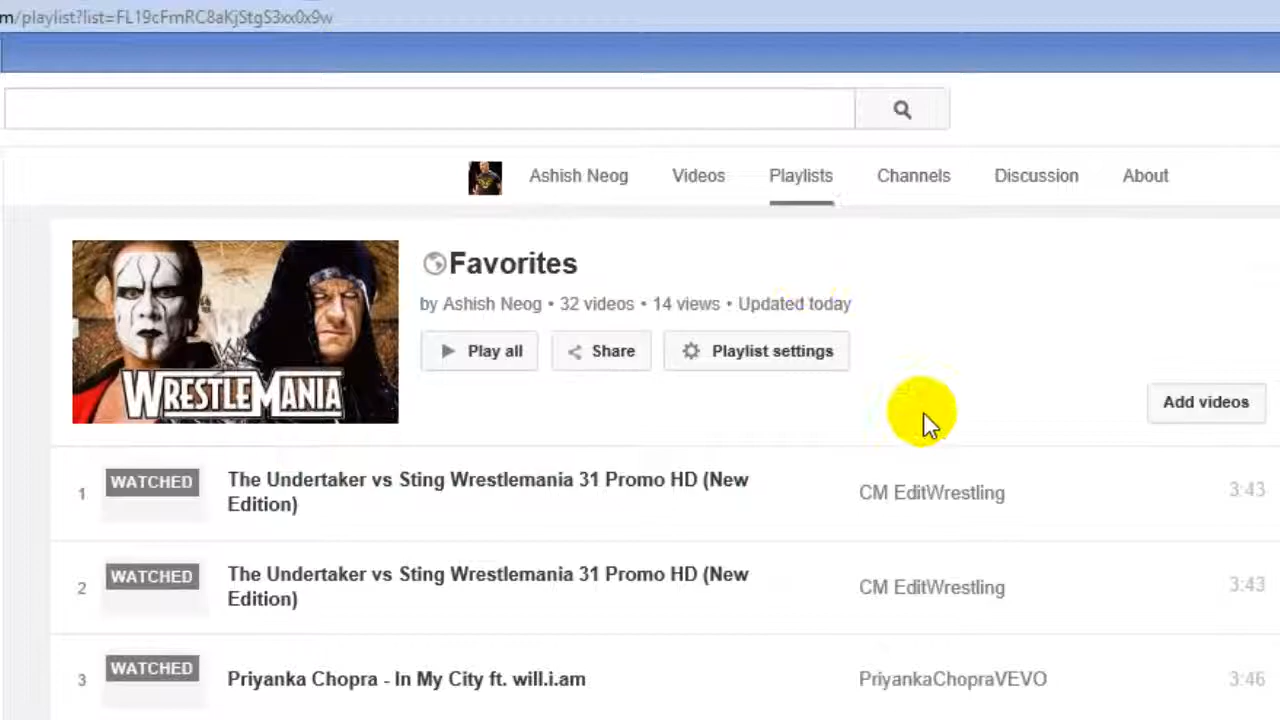 m/playlist?list=FL19cFmRC8aKjStgS3xx0x9w
Ashish Neog Videos Playlists Channels Discussion About
Favorites
by Ashish Neog • 32 videos • 14 views • Updated today
Play all Share Playlist settings
Add videos
WRESTLEMANIA
1 WATCHED The Undertaker vs Sting Wrestlemania 31 Promo HD (New
Edition) CM EditWrestling 3:43
2 WATCHED The Undertaker vs Sting Wrestlemania 31 Promo HD (New
Edition) CM EditWrestling 3:43
3 WATCHED Priyanka Chopra - In My City ft. will.i.am PriyankaChopraVEVO 3:46